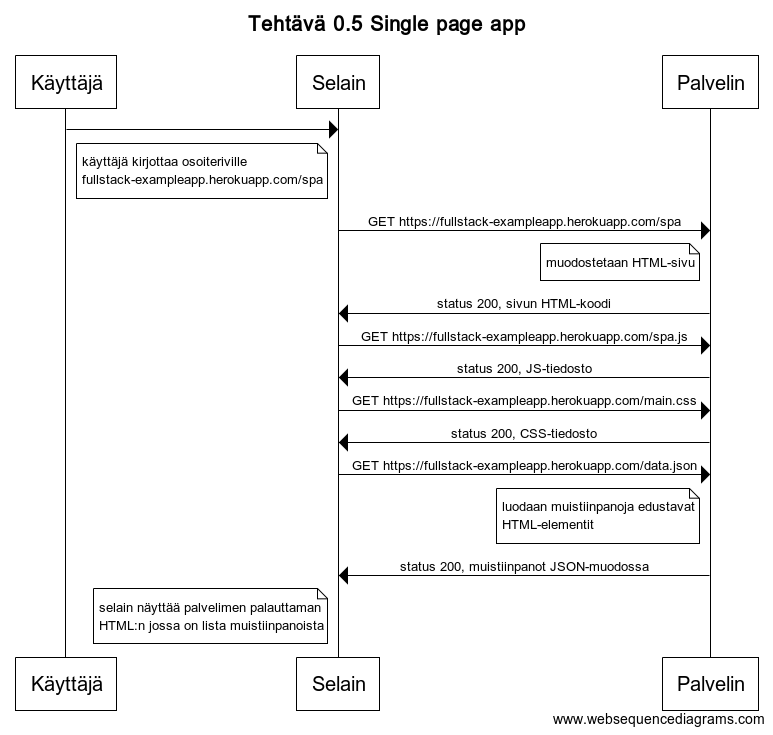 Tehtävä 0.5 Single page app
Käyttäjä
Selain
Palvelin
käyttäjä kirjottaa osoiteriville
fullstack-exampleapp.herokuapp.com/spa
GET https://fullstack-exampleapp.herokuapp.com/spa
muodostetaan HTML-sivu
status 200, sivun HTML-koodi
GET https://fullstack-exampleapp.herokuapp.com/spa.js
status 200, JS-tiedosto
GET https://fullstack-exampleapp.herokuapp.com/main.css
status 200, CSS-tiedosto
GET https://fullstack-exampleapp.herokuapp.com/data.json
luodaan muistiinpanoja edustavat
HTML-elementit
status 200, muistiinpanot JSON-muodossa
selain näyttää palvelimen palauttaman
HTML:n jossa on lista muistiinpanoista
Käyttäjä
Selain
Palvelin
www.websequencediagrams.com